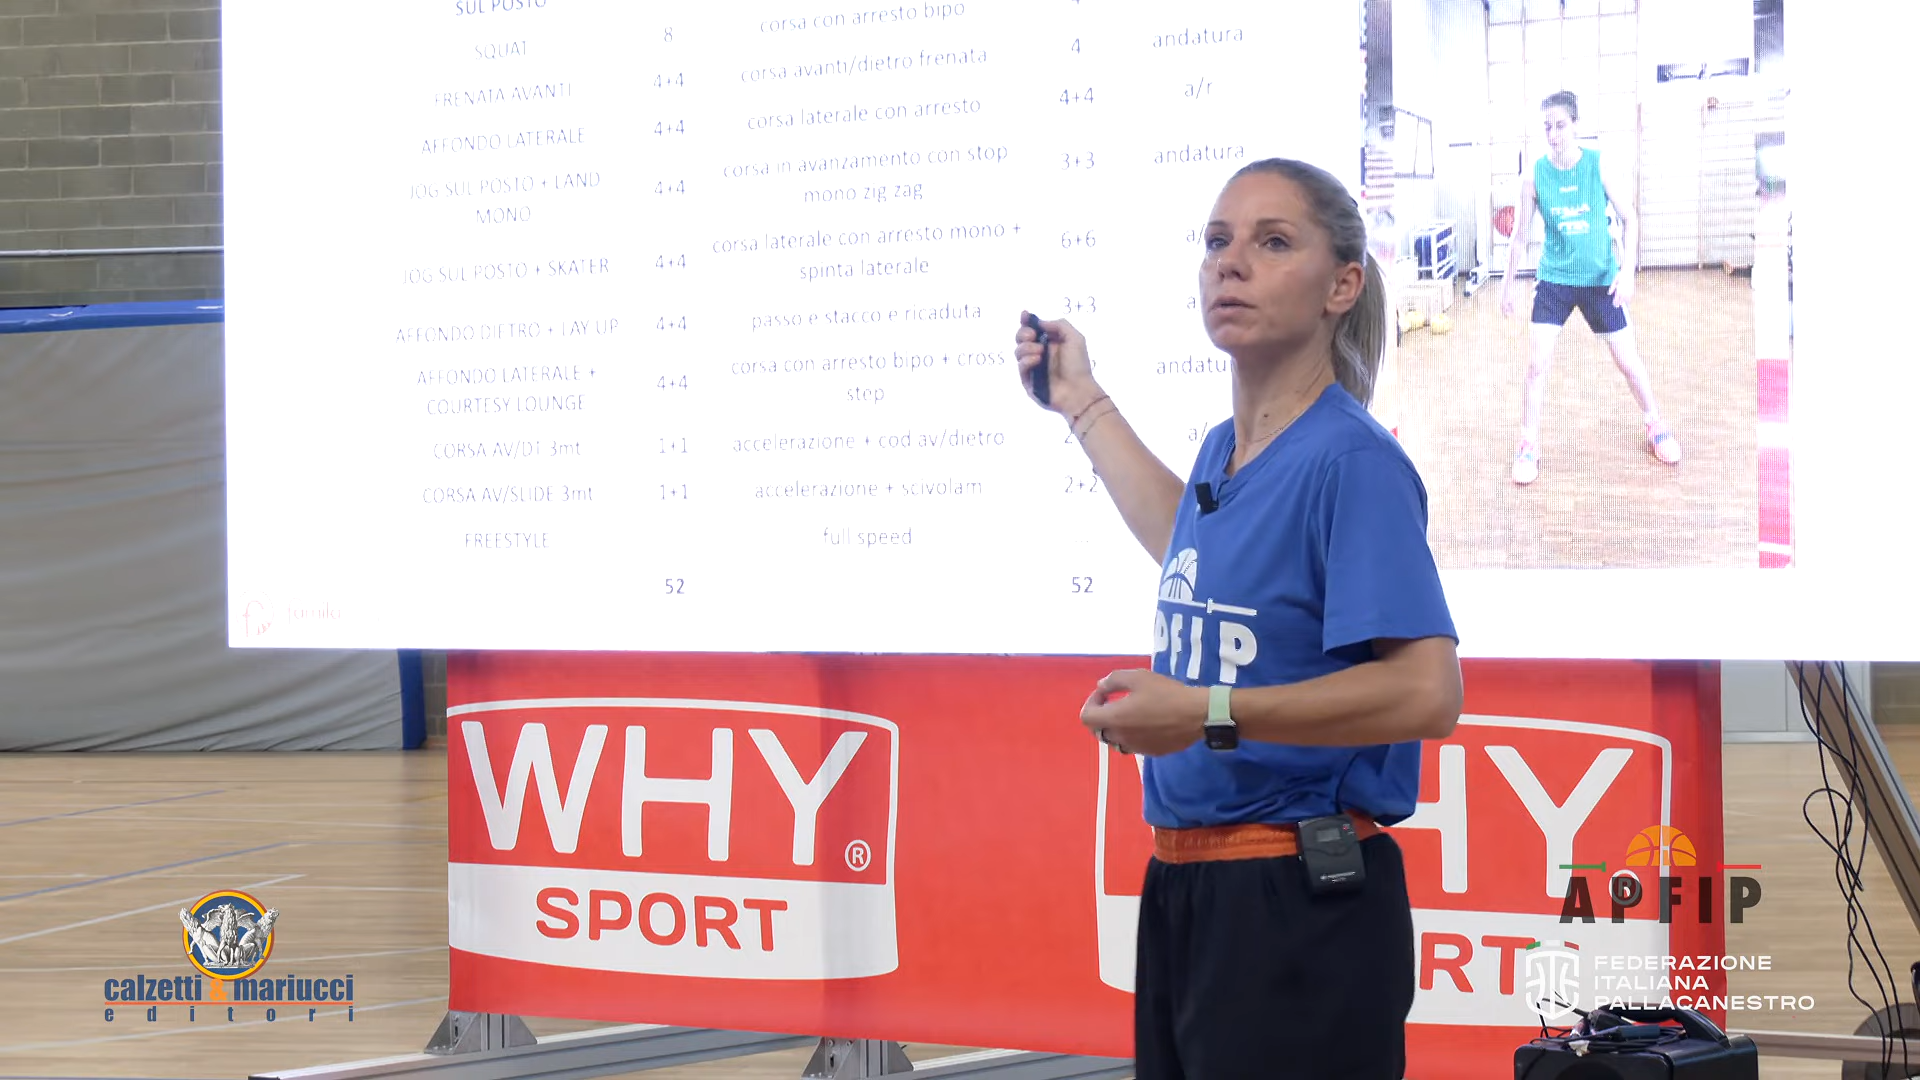 SUL POSTO
corsa con arresto bipo
SQUAT 8
corsa avanti/dietro frenata 4 andatura
FRENATA AVANTI 4+4
corsa laterale con arresto 4+4 a/r
AFFONDO LATERALE 4+4
corsa in avanzamento con stop
mono zig zag
3+3 andatura
JOG SUL POSTO + LAND
MONO
4+4
corsa laterale con arresto mono +
spinta laterale
6+6 a/
JOG SUL POSTO + SKATER 4+4
passo e stacco e ricaduta 3+3 a
AFFONDO DIETRO + LAY UP 4+4
corsa con arresto bipo + cross
step
AFFONDO LATERALE +
COURTESY LOUNGE
4+4
CORSA AV/DT 3mt 1+1 accelerazione + cod av/dietro a/
CORSA AV/SLIDE 3mt 1+1 accelerazione + scivolam 2+2
FREESTYLE full speed ...
52 52
famila
APFIP
WHY
®
SPORT
HY
®
RT
calzetti & mariucci
editori
APFIP
FEDERAZIONE
ITALIANA
PALLACANESTRO